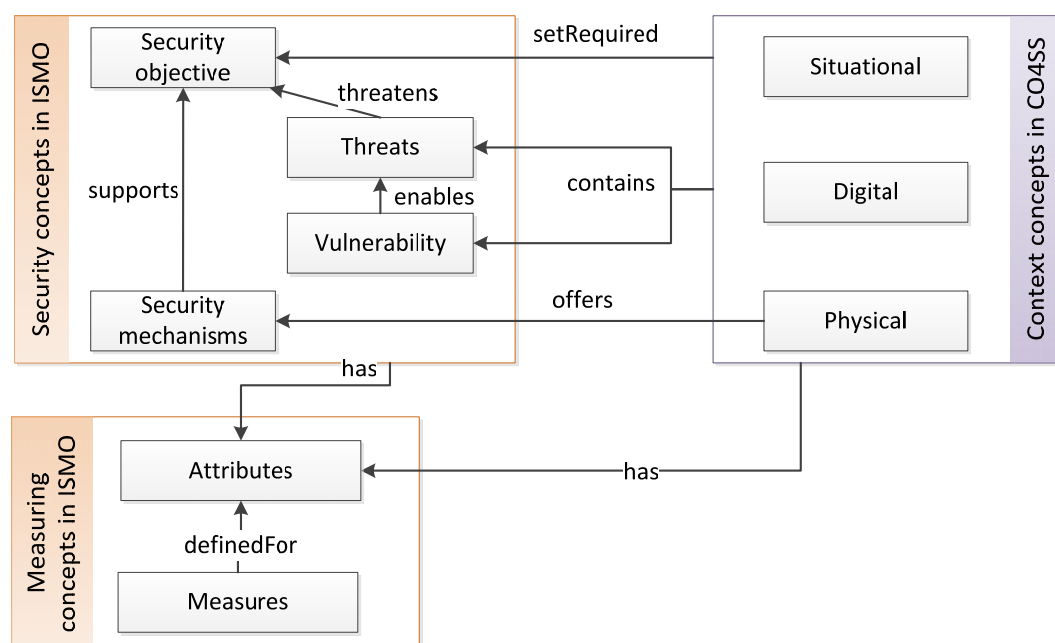 Security concepts in ISMO
Security
objective
threatens
Threats
supports
enables
Vulnerability
Security
mechanisms
setRequired
contains
offers
Situational
Digital
Physical
Context concepts in CO4SS
has
has
Measuring
concepts in ISMO
Attributes
definedFor
Measures